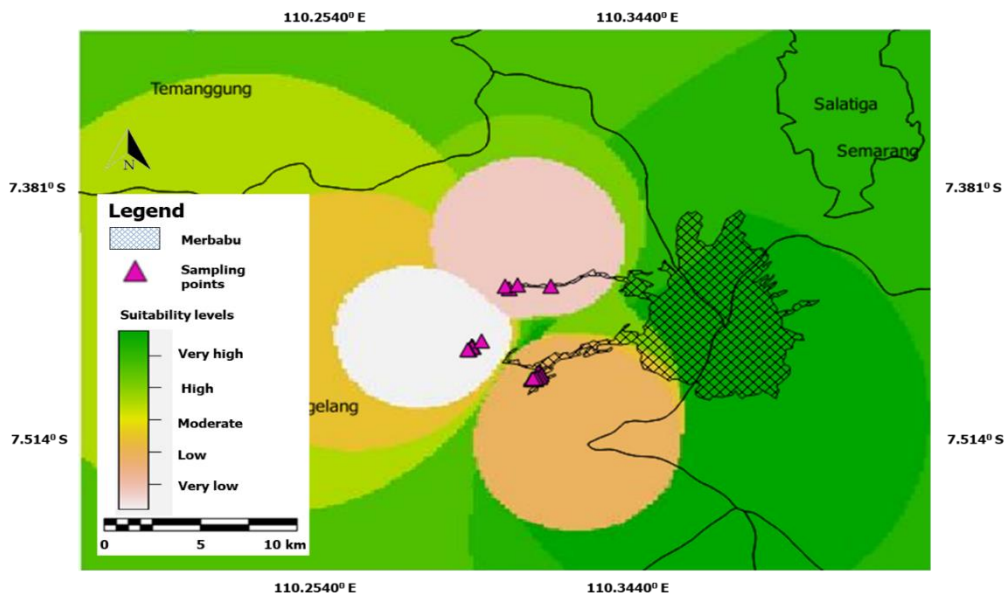 110.2540⁰ E 110.3440⁰ E
Temanggung
Salatiga
Semarang
N
7.381⁰ S 7.381⁰ S
Legend
Merbabu
Sampling
points
Suitability levels
Very high
High
Moderate
gelang
Low
7.514⁰ S 7.514⁰ S
Very low
0 5 10 km
110.2540⁰ E 110.3440⁰ E